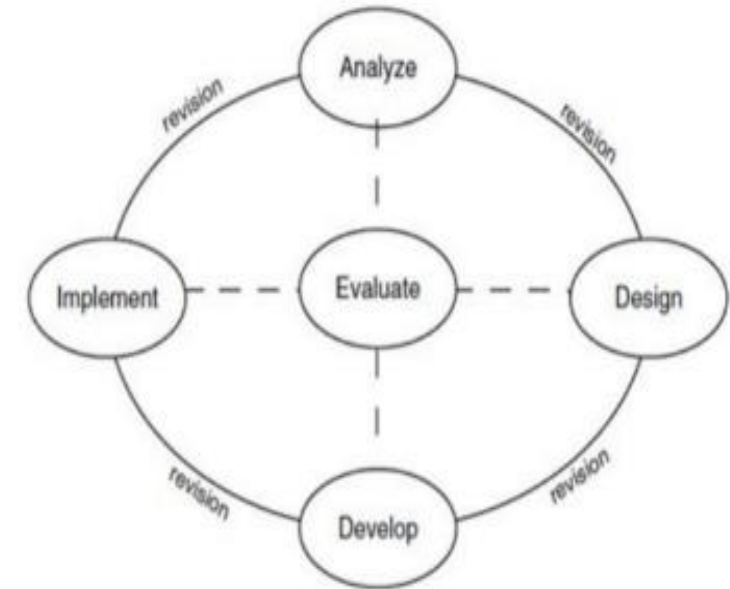 Analyze
revision
revision
Implement
Evaluate
Design
revision
revision
Develop